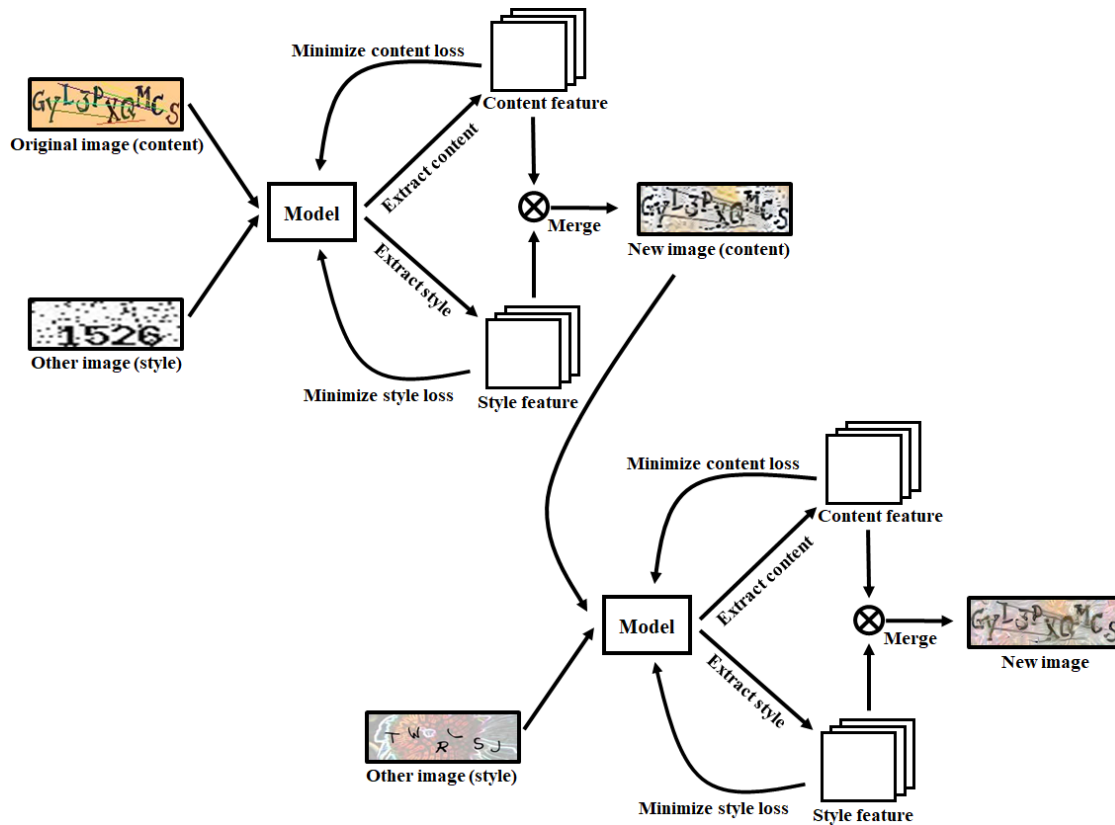 Minimize content loss
Content feature
GYL3PXQMCS
Original image (content)
Extract content
Model
Merge
GYL3PXQMCS
New image (content)
Extract style
1526
Other image (style)
Minimize style loss
Style feature
Minimize content loss
Content feature
Extract content
Model
Merge
GYL3PXQMCS
New image
Extract style
TWORLSJ
Other image (style)
Minimize style loss
Style feature